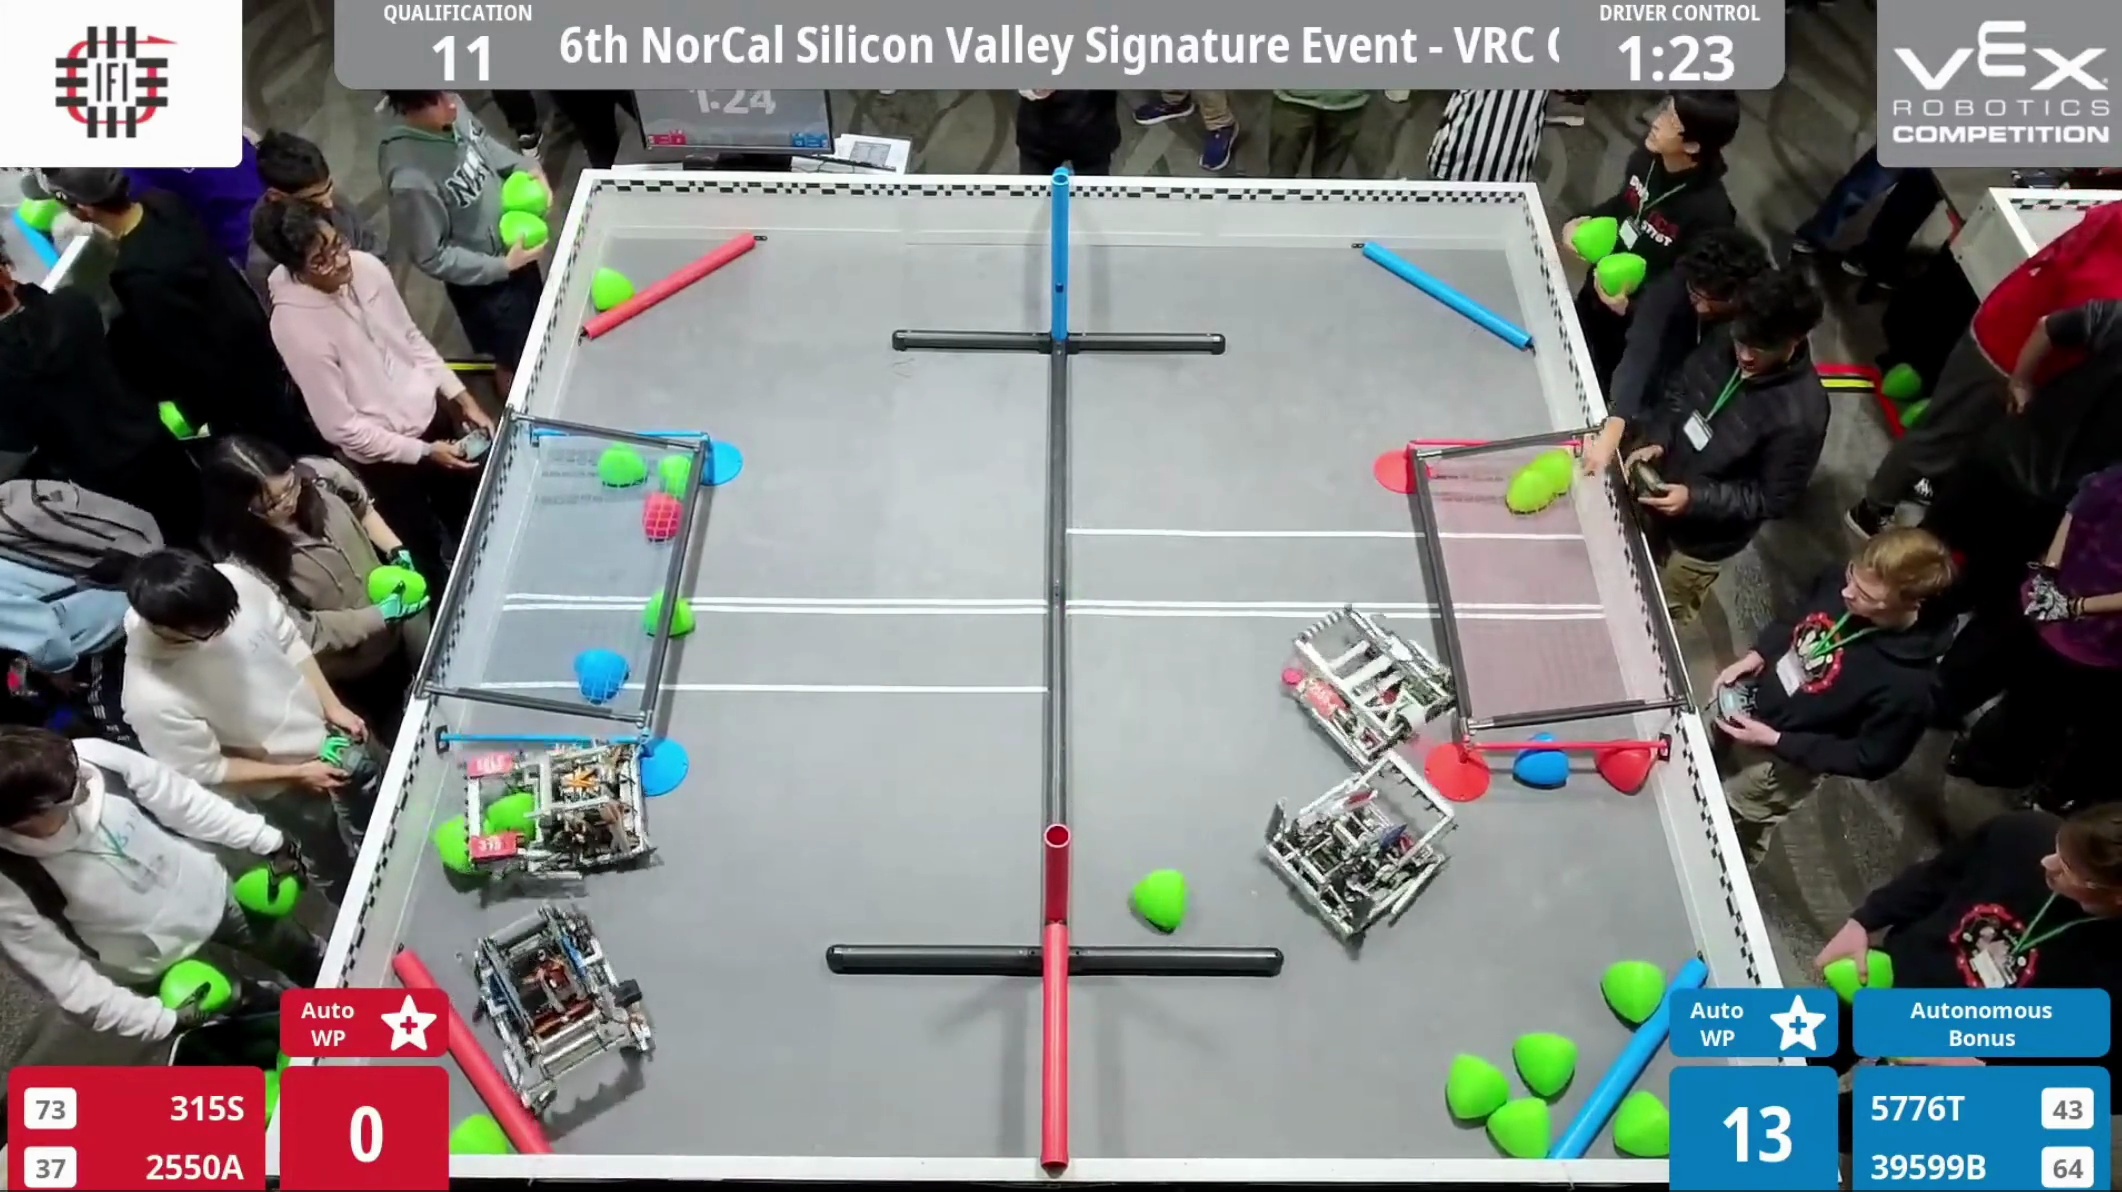 QUALIFICATION
11
6th NorCal Silicon Valley Signature Event - VRC
DRIVER CONTROL
1:23
IFI
VEX
ROBOTICS
COMPETITION
1:24
Auto
WP
73
315S
37
2550A
0
Auto
WP
Autonomous
Bonus
13
5776T
43
39599B
64